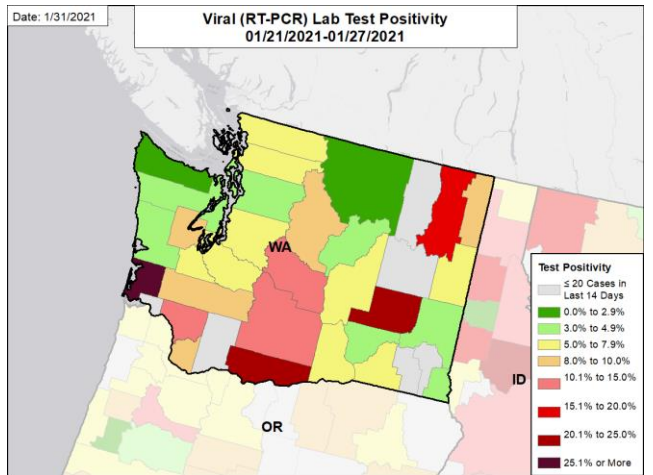 Date: 1/31/2021
Viral (RT-PCR) Lab Test Positivity
01/21/2021-01/27/2021
WA
OR
ID
Test Positivity
≤ 20 Cases in
Last 14 Days
0.0% to 2.9%
3.0% to 4.9%
5.0% to 7.9%
8.0% to 10.0%
10.1% to 15.0%
15.1% to 20.0%
20.1% to 25.0%
25.1% or More